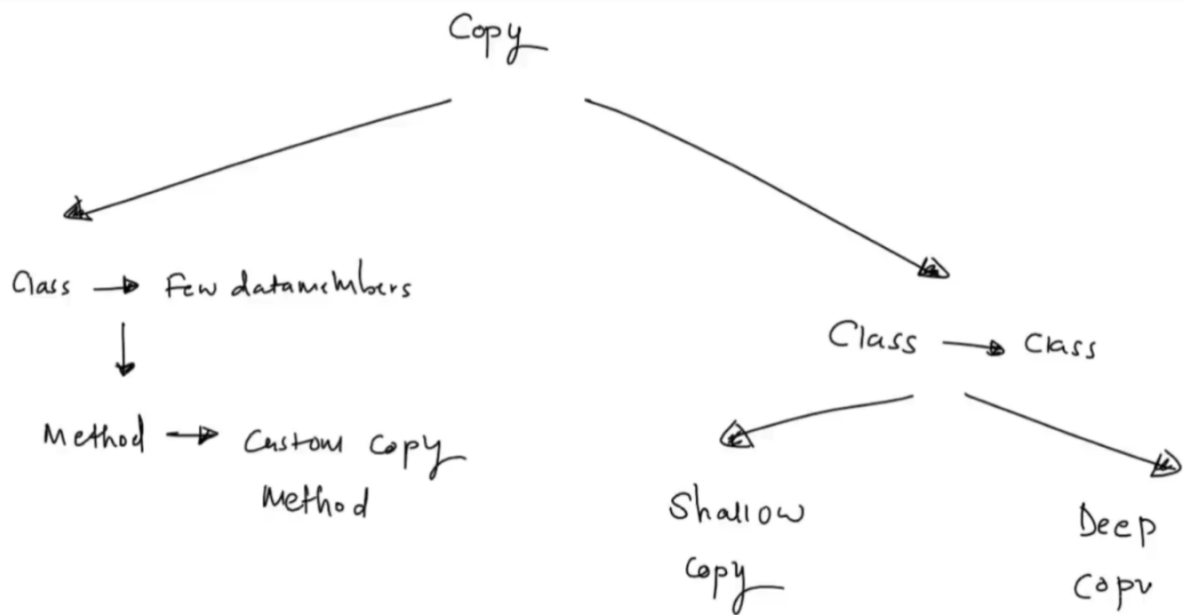 Copy
Class → Few datamembers
Class → Class
Method → Custom Copy
Method
Shallow
Copy
Deep
Copy